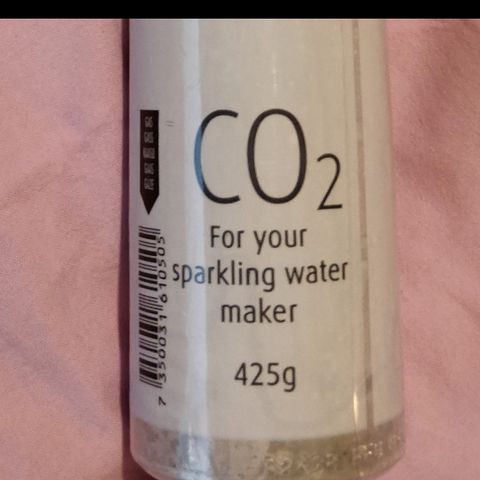 CO2
For your
sparkling water
maker
425g
7 350031 610505